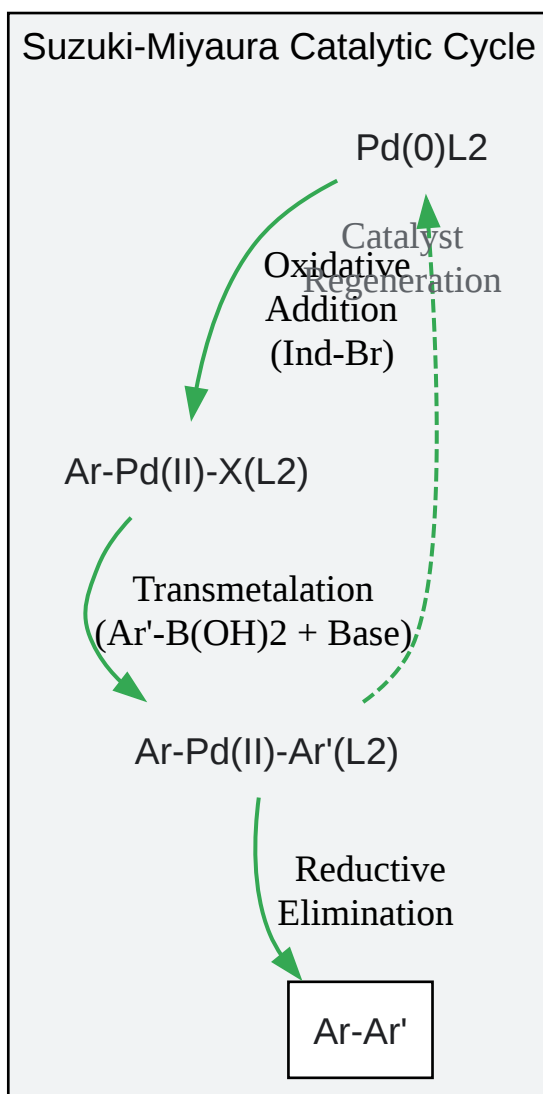 Suzuki-Miyaura Catalytic Cycle
Pd(0)L2
Catalyst
Regeneration
Oxidative
Addition
(Ind-Br)
Ar-Pd(II)-X(L2)
Transmetalation
(Ar'-B(OH)2 + Base)
Ar-Pd(II)-Ar'(L2)
Reductive
Elimination
Ar-Ar'